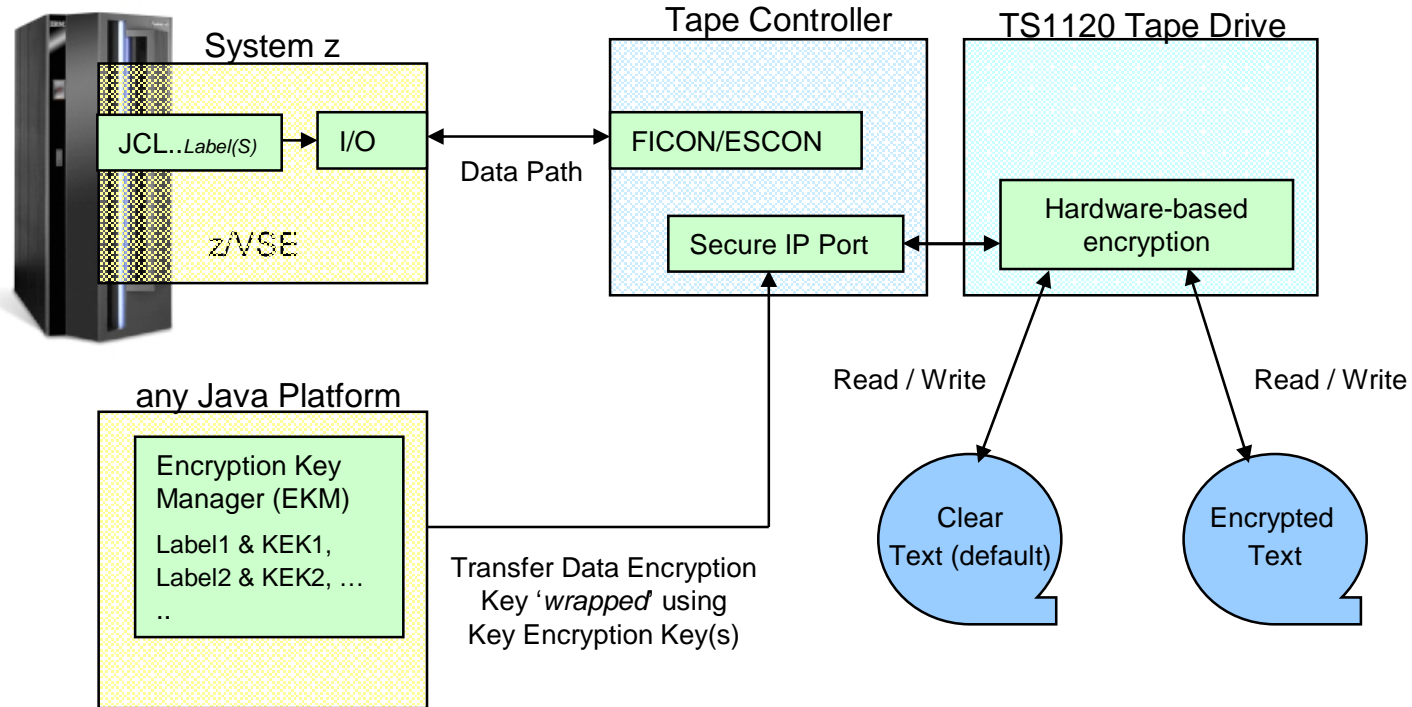 System z
JCL..Label(S)
I/O
z/VSE
Data Path
Tape Controller
FICON/ESCON
Secure IP Port
TS1120 Tape Drive
Hardware-based
encryption
Read / Write
Read / Write
Clear
Text (default)
Encrypted
Text
any Java Platform
Encryption Key
Manager (EKM)
Label1 & KEK1,
Label2 & KEK2, …
..
Transfer Data Encryption
Key ‘wrapped’ using
Key Encryption Key(s)